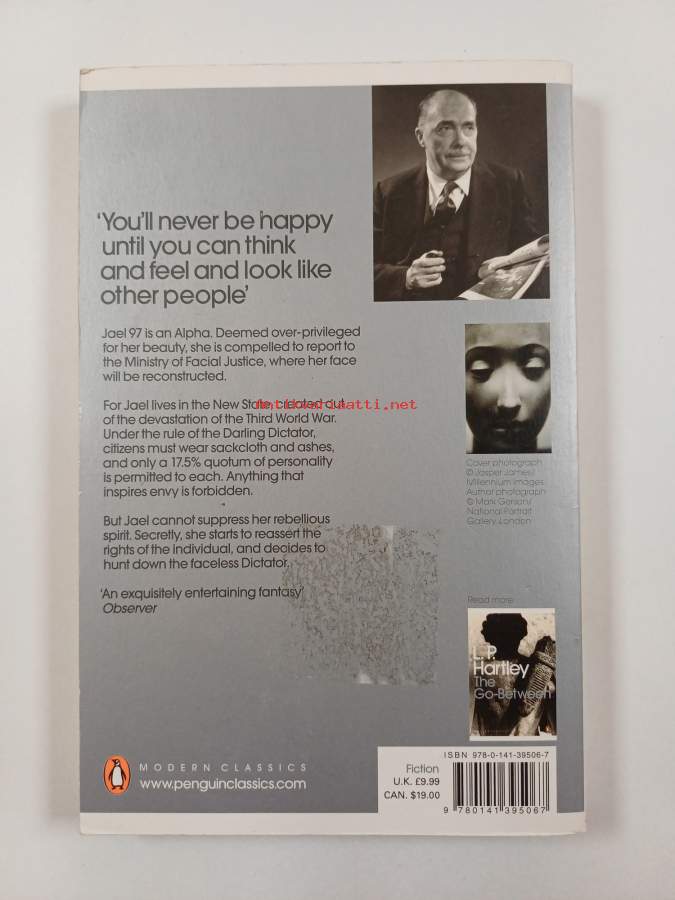 'You'll never be happy
until you can think
and feel and look like
other people'
Jael 97 is an Alpha. Deemed over-privileged
for her beauty, she is compelled to report to
the Ministry of Facial Justice, where her face
will be reconstructed.
For Jael lives in the New State, created out
of the devastation of the Third World War.
Under the rule of the Darling Dictator,
citizens must wear sackcloth and ashes,
and only a 17.5% quotum of personality
is permitted to each. Anything that
inspires envy is forbidden.
But Jael cannot suppress her rebellious
spirit. Secretly, she starts to reassert the
rights of the individual, and decides to
hunt down the faceless Dictator.
'An exquisitely entertaining fantasy'
Observer
antikvariaatti.net
Cover photograph
© Jasper James/
Millennium Images
Author photograph
© Mark Gerson/
National Portrait
Gallery, London
Read more
L. P.
Hartley
The
Go-Between
MODERN CLASSICS
www.penguinclassics.com
Fiction
U.K. £9.99
CAN. $19.00
ISBN 978-0-141-39506-7
9 780141 395067